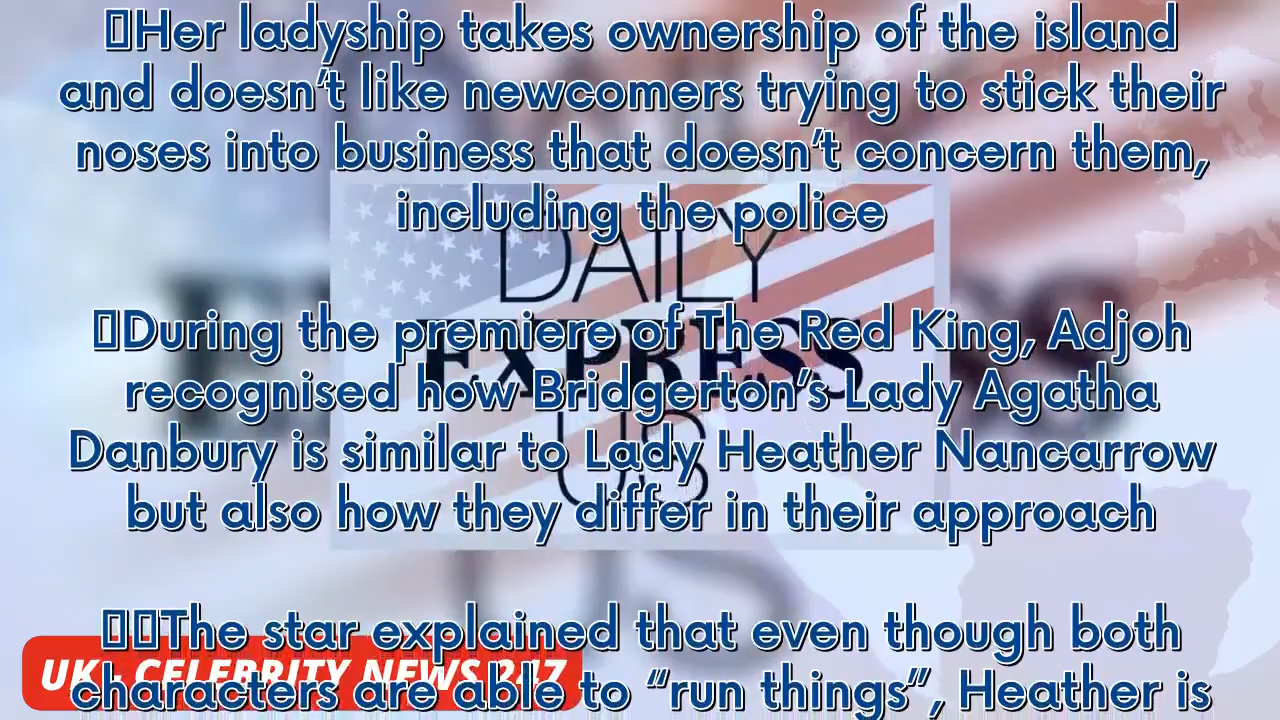 Her ladyship takes ownership of the island
and doesn’t like newcomers trying to stick their
noses into business that doesn’t concern them,
including the police
DAILY
EXPRESS
US
During the premiere of The Red King, Adjoh
recognised how Bridgerton’s Lady Agatha
Danbury is similar to Lady Heather Nancarrow
but also how they differ in their approach
The star explained that even though both
characters are able to “run things”, Heather is
UK - CELEBRITY NEWS 247